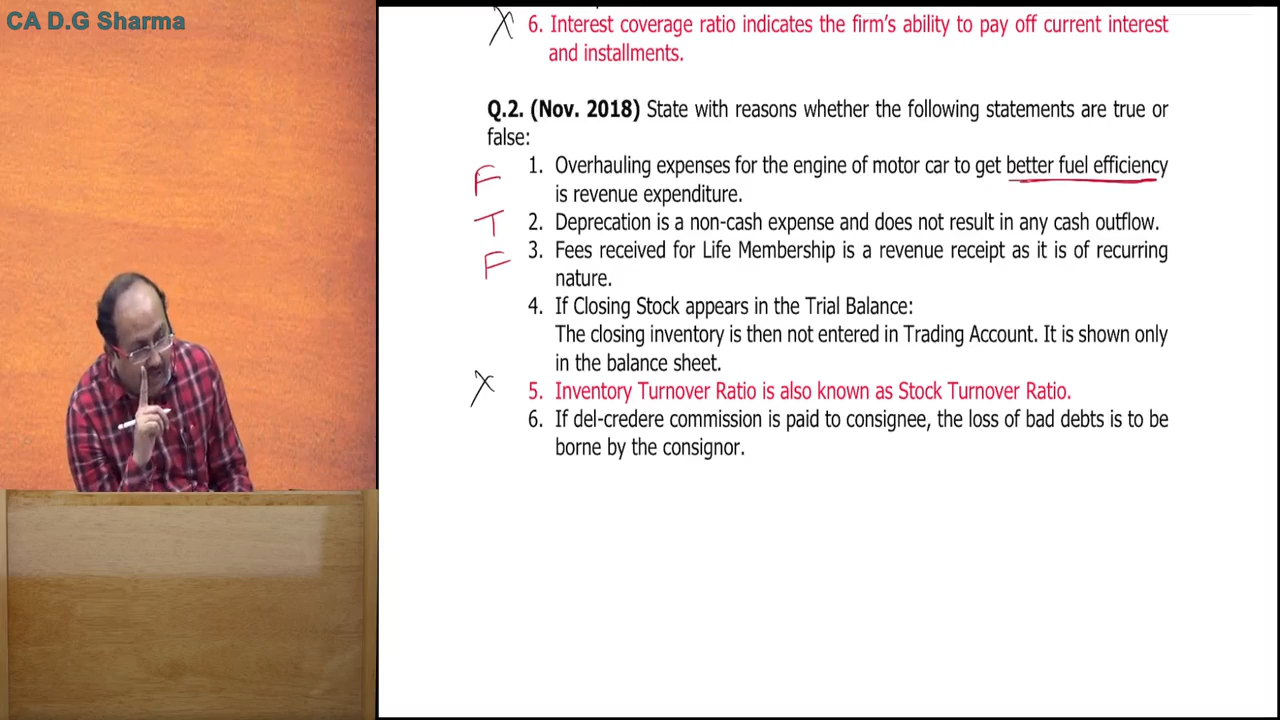 CA D.G Sharma
X 6. Interest coverage ratio indicates the firm's ability to pay off current interest
and installments.
Q.2. (Nov. 2018) State with reasons whether the following statements are true or
false:
F 1. Overhauling expenses for the engine of motor car to get better fuel efficiency
is revenue expenditure.
T 2. Deprecation is a non-cash expense and does not result in any cash outflow.
F 3. Fees received for Life Membership is a revenue receipt as it is of recurring
nature.
4. If Closing Stock appears in the Trial Balance:
The closing inventory is then not entered in Trading Account. It is shown only
in the balance sheet.
X 5. Inventory Turnover Ratio is also known as Stock Turnover Ratio.
6. If del-credere commission is paid to consignee, the loss of bad debts is to be
borne by the consignor.